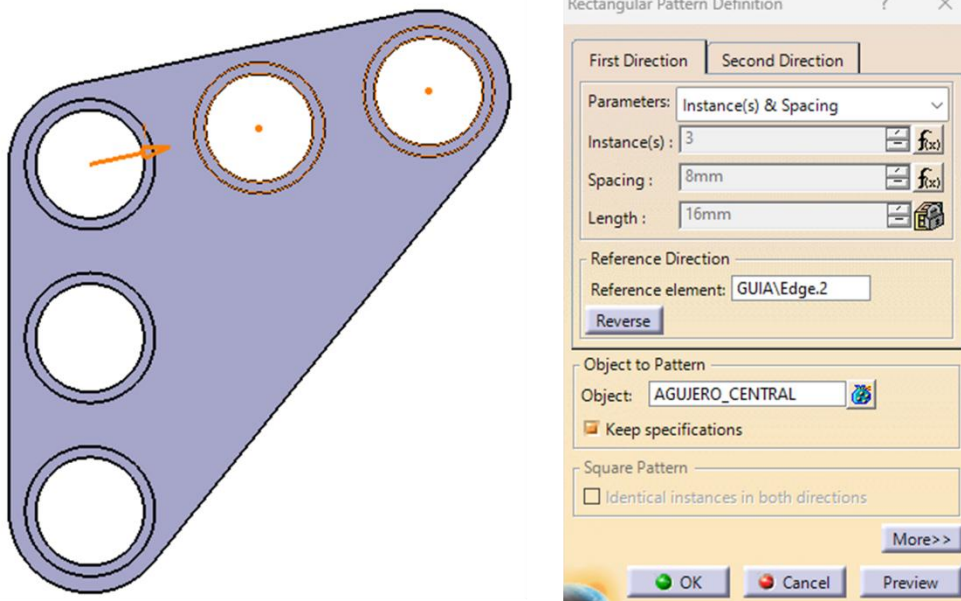 Rectangular Pattern Definition ? ×
First Direction Second Direction
Parameters: Instance(s) & Spacing
Instance(s) : 3 f(x)
Spacing : 8mm f(x)
Length : 16mm
Reference Direction
Reference element: GUIA\Edge.2
Reverse
Object to Pattern
Object: AGUJERO_CENTRAL
Keep specifications
Square Pattern
Identical instances in both directions
More>>
OK Cancel Preview